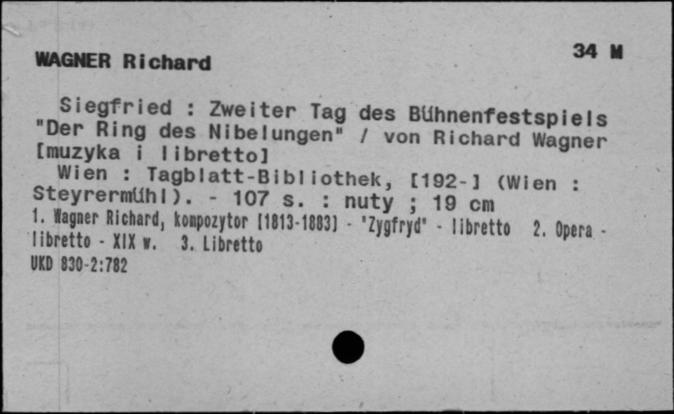 34 M
WAGNER Richard
Siegfried : Zweiter Tag des Bühnenfestspiels
"Der Ring des Nibelungen" / von Richard Wagner
[muzyka i libretto]
Wien : Tagblatt-Bibliothek, [192-] (Wien :
Steyrermühl). - 107 s. : nuty ; 19 cm
1. Wagner Richard, kompozytor [1813-1883] - "Zygfryd" - libretto 2. Opera -
libretto - XIX w. 3. Libretto
UKD 830-2:782